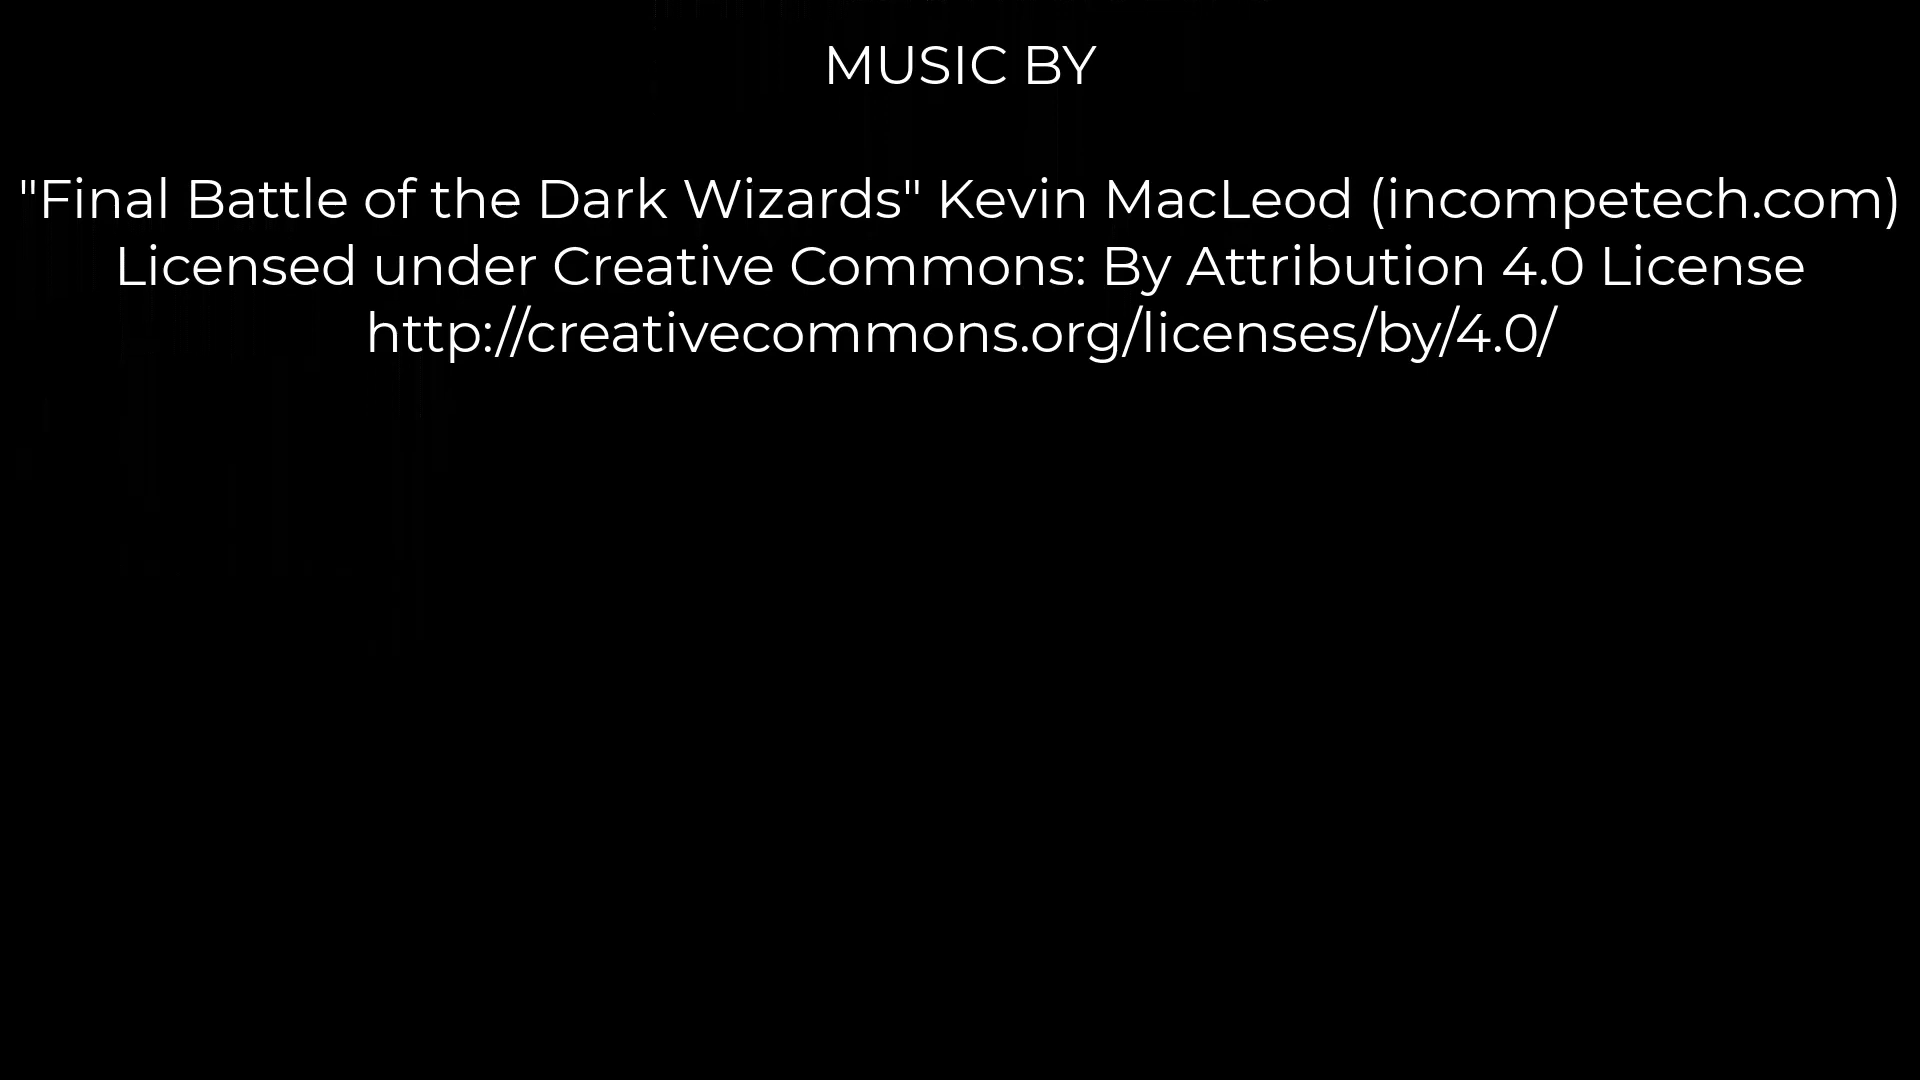 MUSIC BY
"Final Battle of the Dark Wizards" Kevin MacLeod (incompetech.com)
Licensed under Creative Commons: By Attribution 4.0 License
http://creativecommons.org/licenses/by/4.0/